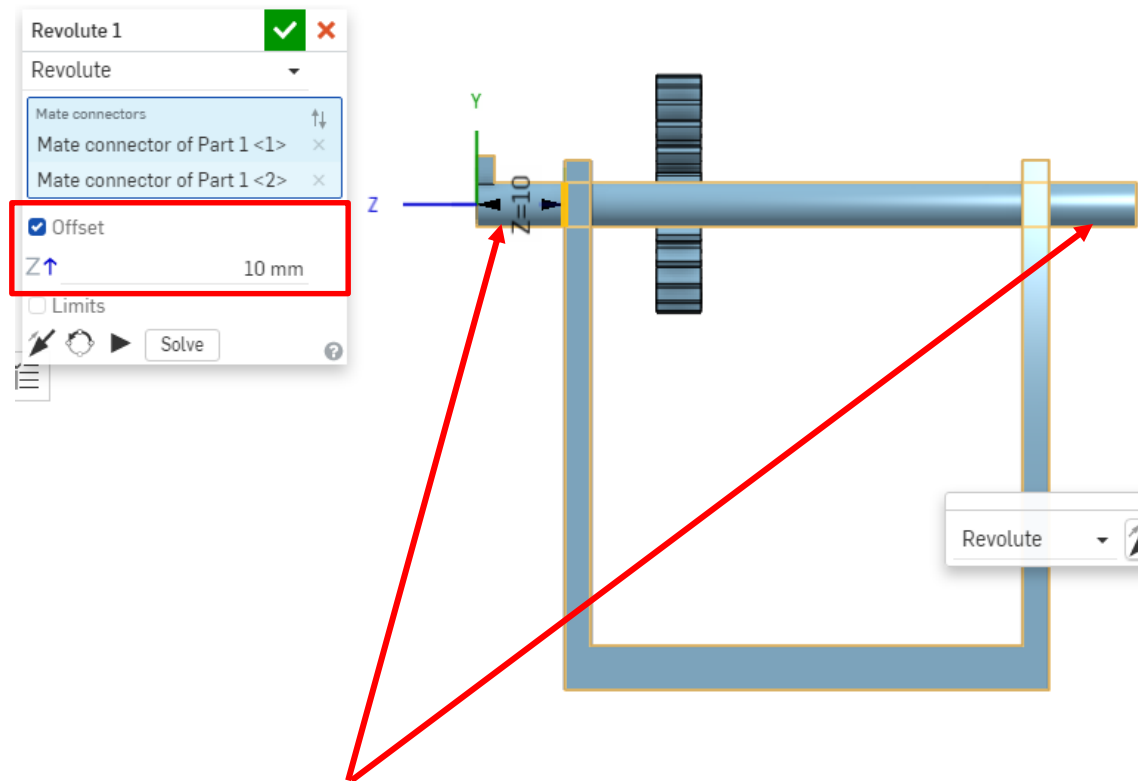 Revolute 1
Revolute
Mate connectors
Mate connector of Part 1 <1>
Mate connector of Part 1 <2>
Offset
Z 10 mm
Limits
Solve
?
Y
Z
Z=10
Revolute